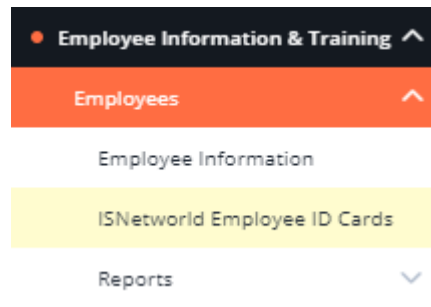 Employee Information & Training
Employees
Employee Information
ISNetworld Employee ID Cards
Reports